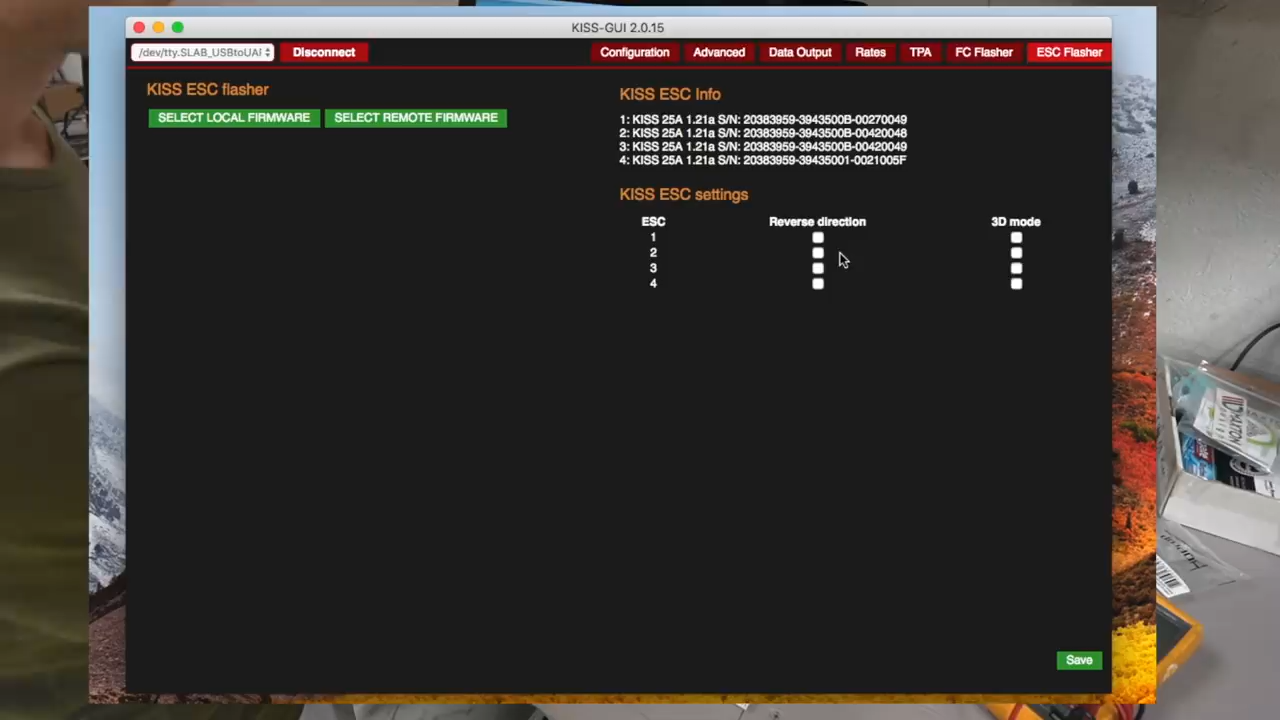 KISS-GUI 2.0.15
/dev/tty.SLAB_USBtoUAI
Disconnect
Configuration
Advanced
Data Output
Rates
TPA
FC Flasher
ESC Flasher
KISS ESC flasher
SELECT LOCAL FIRMWARE
SELECT REMOTE FIRMWARE
KISS ESC Info
1: KISS 25A 1.21a S/N: 20383959-3943500B-00270049
2: KISS 25A 1.21a S/N: 20383959-3943500B-00420048
3: KISS 25A 1.21a S/N: 20383959-3943500B-00420049
4: KISS 25A 1.21a S/N: 20383959-39435001-0021005F
KISS ESC settings
ESC Reverse direction 3D mode
1
2
3
4
Save